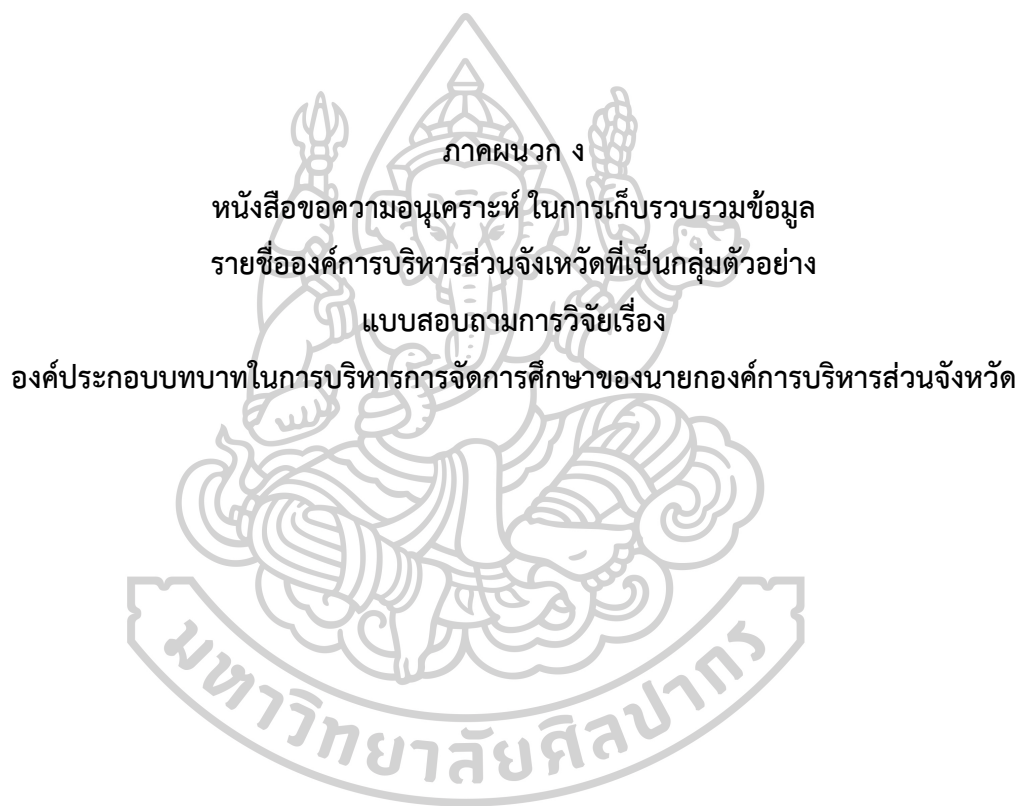 ภาคผนวก ง
หนังสือขอความอนุเคราะห์ ในการเก็บรวบรวมข้อมูล
รายชื่อองค์การบริหารส่วนจังเหวัดที่เป็นกลุ่มตัวอย่าง
แบบสอบถามการวิจัยเรื่อง
องค์ประกอบบทบาทในการบริหารการจัดการศึกษาของนายกองค์การบริหารส่วนจังหวัด
มหาวิทยาลัยศิลปากร